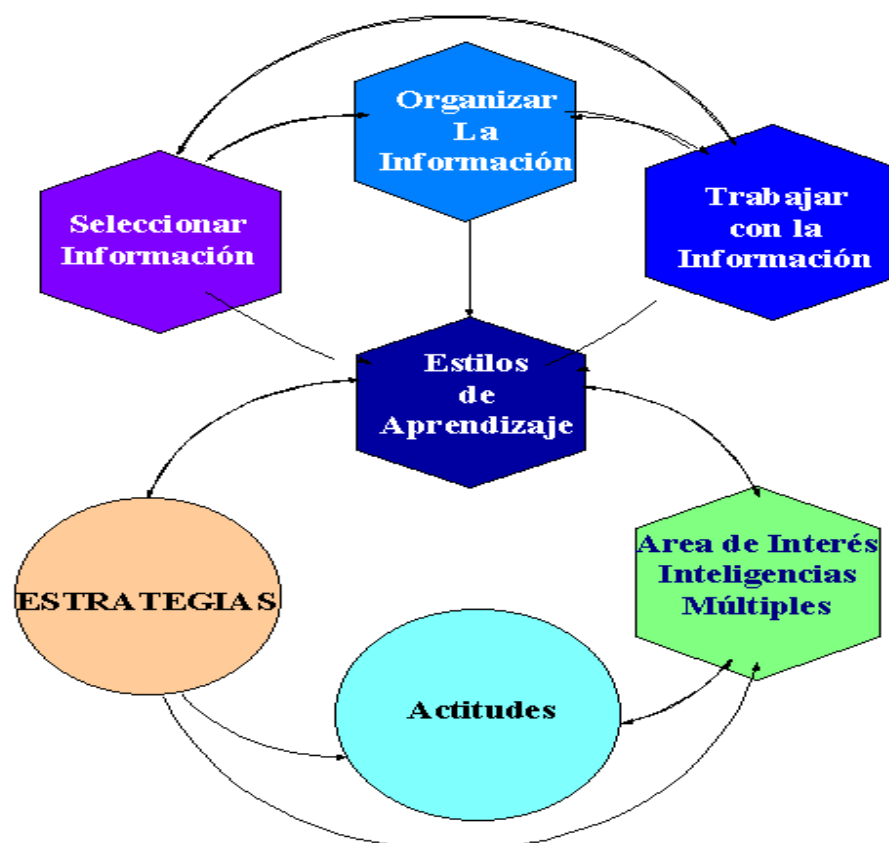 Organizar
La
Información
Seleccionar
Información
Trabajar
con la
Información
Estilos
de
Aprendizaje
ESTRATEGIAS
Area de Interés
Inteligencias
Múltiples
Actitudes